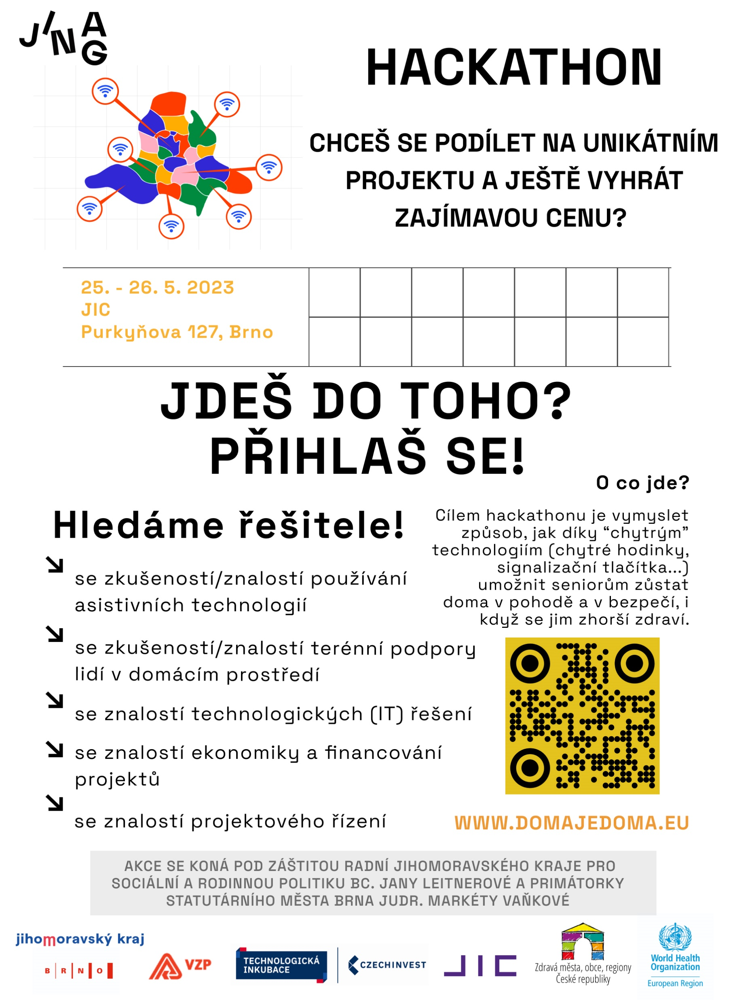 JINAG
HACKATHON
CHCEŠ SE PODÍLET NA UNIKÁTNÍM
PROJEKTU A JEŠTĚ VYHRÁT
ZAJÍMAVOU CENU?
25. - 26. 5. 2023
JIC
Purkyňova 127, Brno
JDEŠ DO TOHO?
PŘIHLAŠ SE!
Hledáme řešitele!
se zkušeností/znalostí používání
asistivních technologií
se zkušeností/znalostí terénní podpory
lidí v domácím prostředí
se znalostí technologických (IT) řešení
se znalostí ekonomiky a financování
projektů
se znalostí projektového řízení
O co jde?
Cílem hackathonu je vymyslet
způsob, jak díky “chytrým”
technologiím (chytré hodinky,
signalizační tlačítka...)
umožnit seniorům zůstat
doma v pohodě a v bezpečí, i
když se jim zhorší zdraví.
WWW.DOMAJEDOMA.EU
AKCE SE KONÁ POD ZÁŠTITOU RADNÍ JIHOMORAVSKÉHO KRAJE PRO
SOCIÁLNÍ A RODINNOU POLITIKU BC. JANY LEITNEROVÉ A PRIMÁTORKY
STATUTÁRNÍHO MĚSTA BRNA JUDR. MARKÉTY VAŇKOVÉ
jihomoravský kraj
BRNO
VZP
TECHNOLOGICKÁ
INKUBACE
CZECHINVEST
JIC
Zdravá města, obce, regiony
České republiky
World Health
Organization
European Region